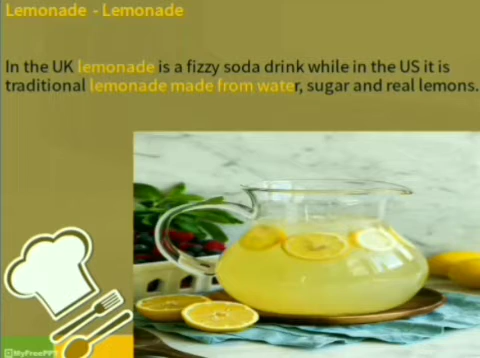 Lemonade - Lemonade
In the UK lemonade is a fizzy soda drink while in the US it is
traditional lemonade made from water, sugar and real lemons.
MyFreePPT